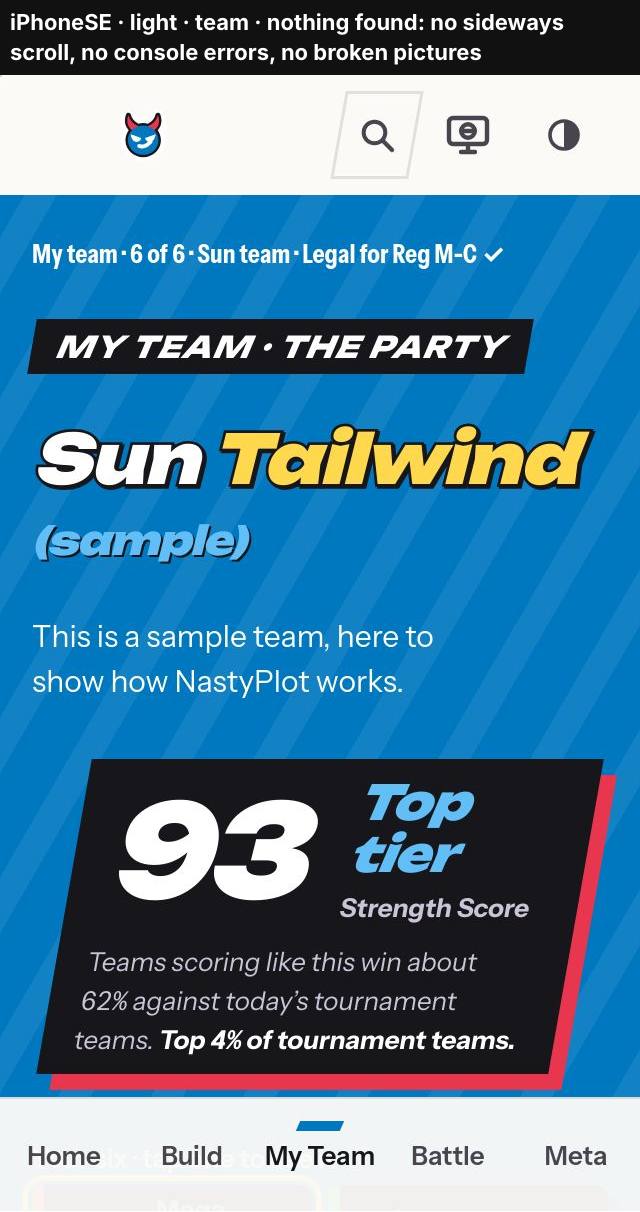 iPhoneSE · light · team · nothing found: no sideways
scroll, no console errors, no broken pictures
My team · 6 of 6 · Sun team · Legal for Reg M-C ✓
MY TEAM · THE PARTY
Sun Tailwind
(sample)
This is a sample team, here to
show how NastyPlot works.
93
Top
tier
Strength Score
Teams scoring like this win about
62% against today’s tournament
teams. Top 4% of tournament teams.
Home Build My Team Battle Meta
Mega